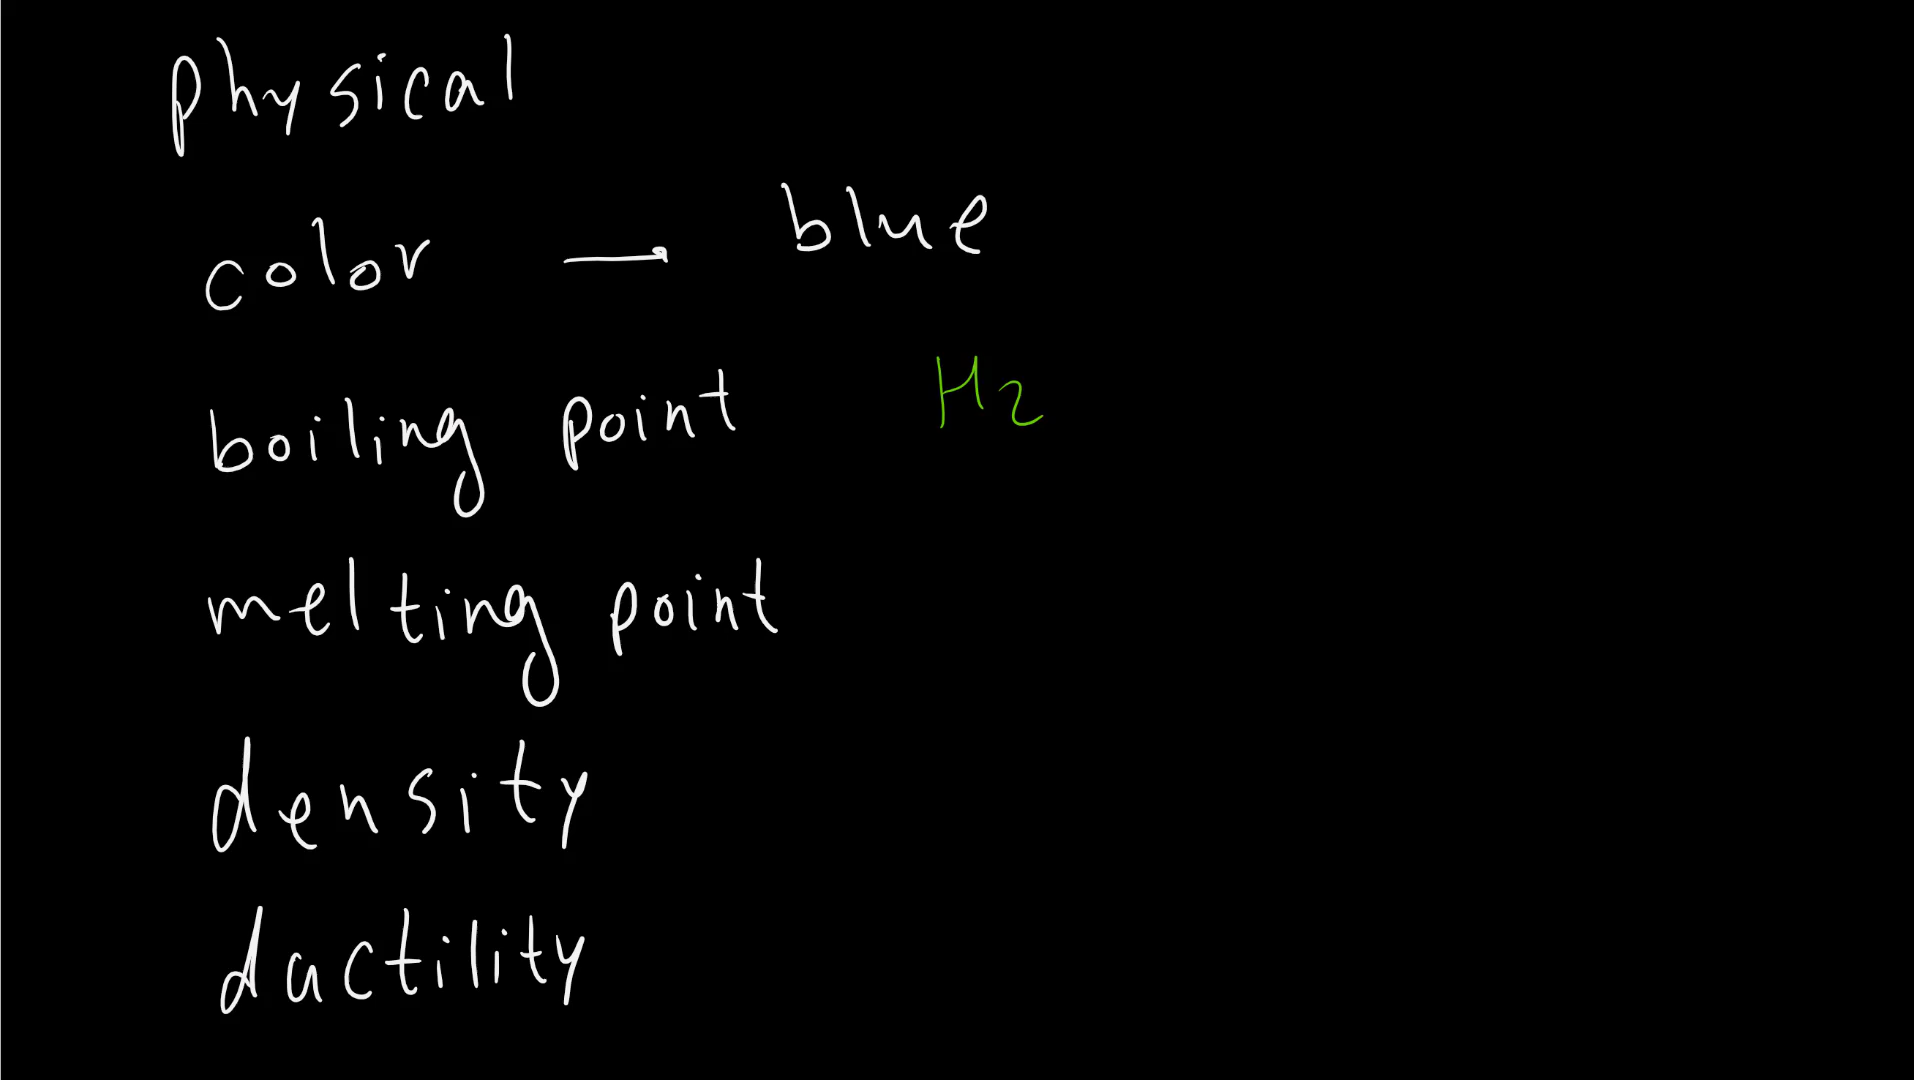 physical
color → blue
boiling point H2
melting point
density
dactility